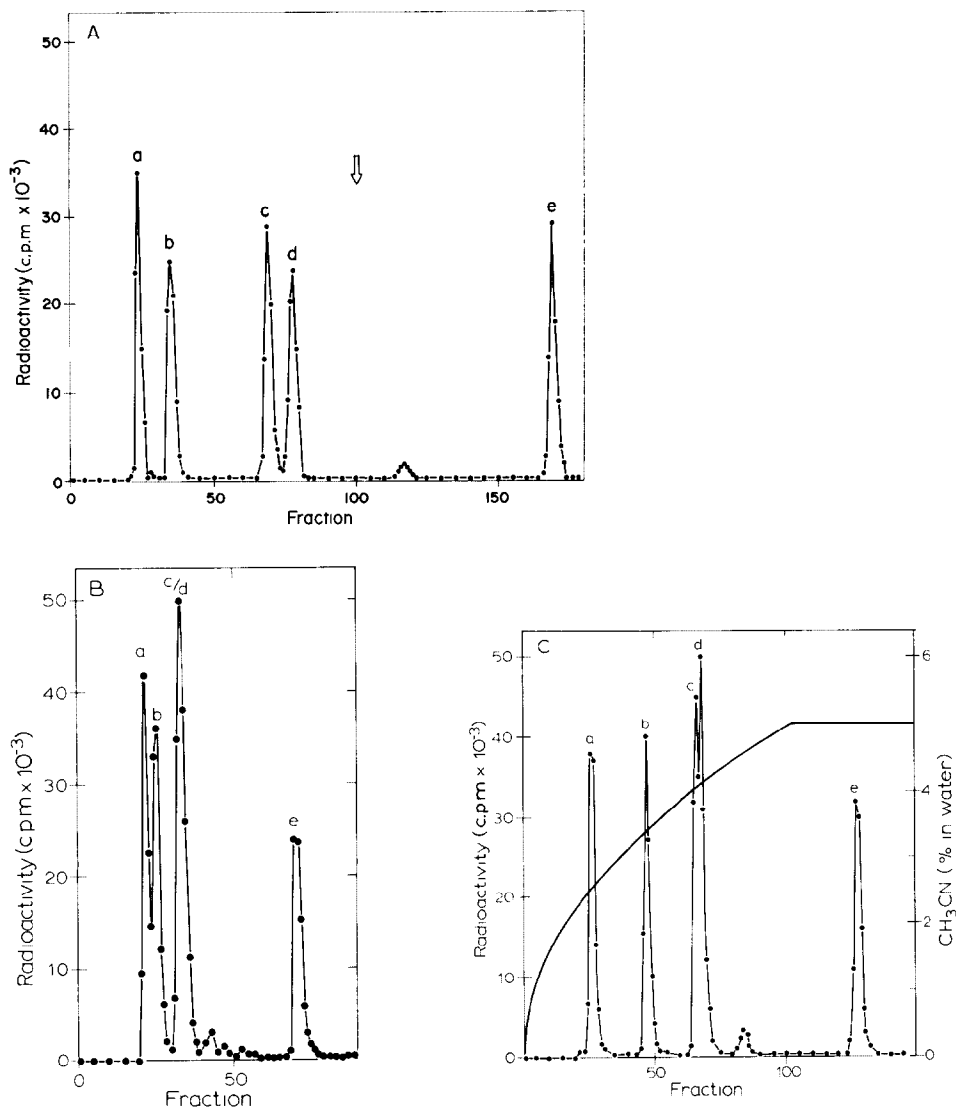 A
50
40
30
20
10
0
Radioactivity (c.p.m × 10⁻³)
a
b
c
d
e
0
50
100
150
Fraction
B
50
40
30
20
10
0
Radioactivity (c.p.m × 10⁻³)
a
b
c/d
e
0
50
Fraction
C
50
40
30
20
10
0
Radioactivity (c.p.m × 10⁻³)
a
b
c
d
e
6
4
2
0
CH₃CN (% in water)
50
100
Fraction